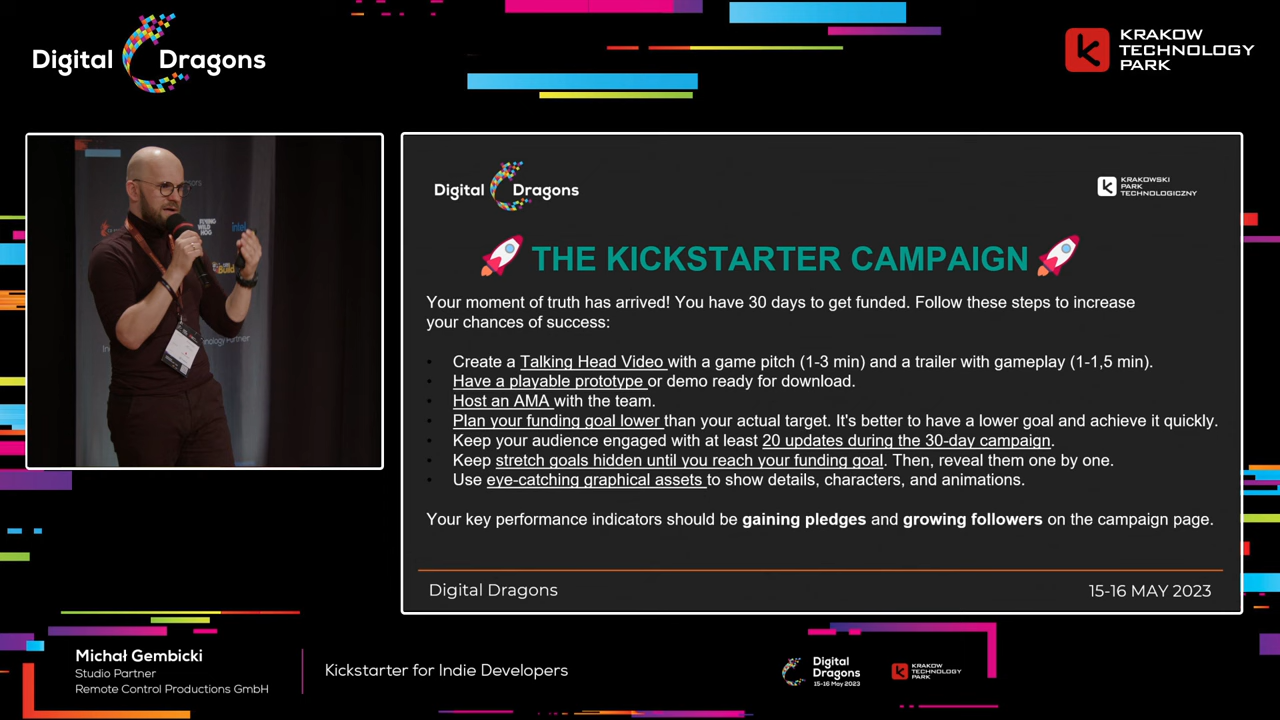 Digital Dragons
KRAKOW
TECHNOLOGY
PARK
FLYING
WILD
HOG
intel
Build
Digital Dragons
KRAKOWSKI
PARK
TECHNOLOGICZNY
THE KICKSTARTER CAMPAIGN
Your moment of truth has arrived! You have 30 days to get funded. Follow these steps to increase
your chances of success:
• Create a Talking Head Video with a game pitch (1-3 min) and a trailer with gameplay (1-1,5 min).
• Have a playable prototype or demo ready for download.
• Host an AMA with the team.
• Plan your funding goal lower than your actual target. It's better to have a lower goal and achieve it quickly.
• Keep your audience engaged with at least 20 updates during the 30-day campaign.
• Keep stretch goals hidden until you reach your funding goal. Then, reveal them one by one.
• Use eye-catching graphical assets to show details, characters, and animations.
Your key performance indicators should be gaining pledges and growing followers on the campaign page.
Digital Dragons
15-16 MAY 2023
Michał Gembicki
Studio Partner
Remote Control Productions GmbH
Kickstarter for Indie Developers
Digital
Dragons
15-16 May 2023
KRAKOW
TECHNOLOGY
PARK